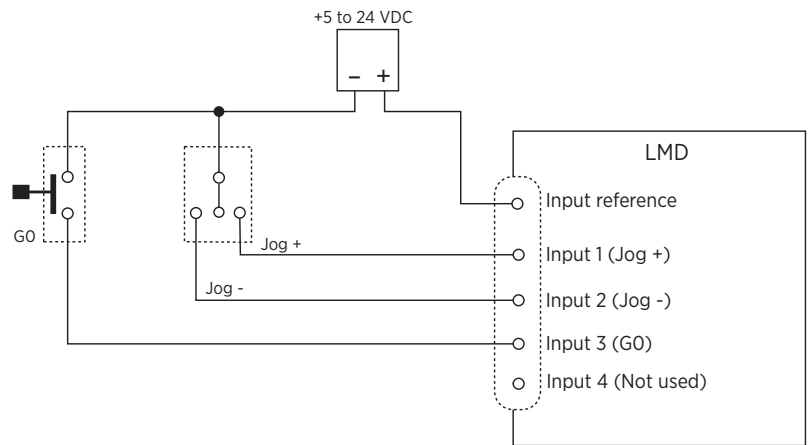 +5 to 24 VDC
– +
LMD
Input reference
G0
Jog +
Input 1 (Jog +)
Jog -
Input 2 (Jog -)
Input 3 (G0)
Input 4 (Not used)